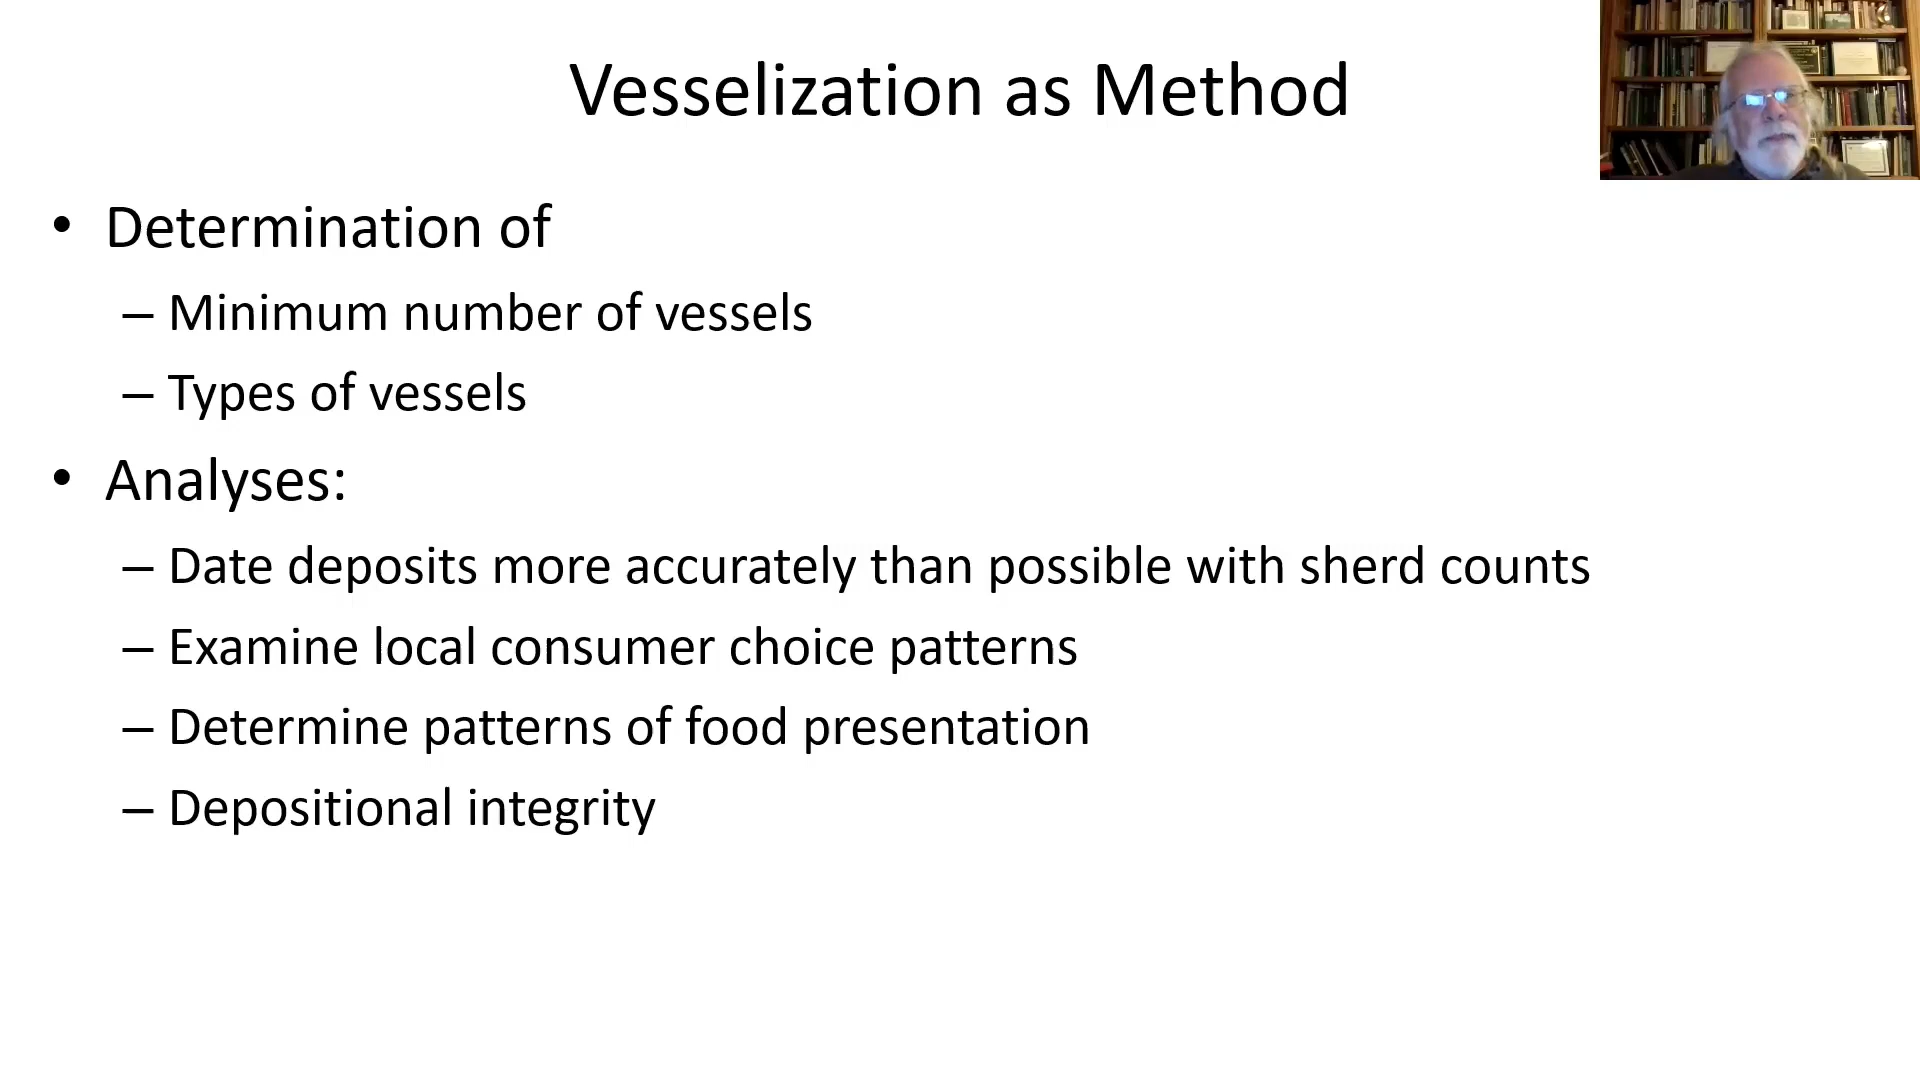 Vesselization as Method
• Determination of
– Minimum number of vessels
– Types of vessels
• Analyses:
– Date deposits more accurately than possible with sherd counts
– Examine local consumer choice patterns
– Determine patterns of food presentation
– Depositional integrity